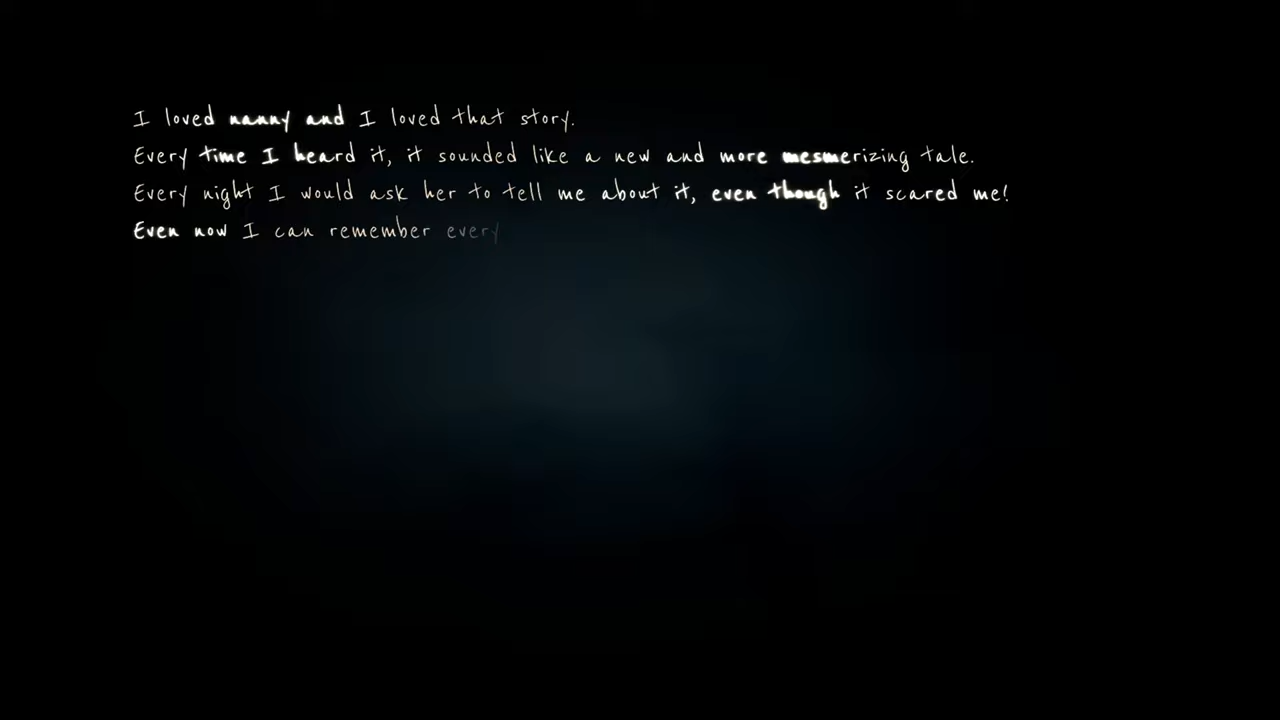 I loved nanny and I loved that story.
Every time I heard it, it sounded like a new and more mesmerizing tale.
Every night I would ask her to tell me about it, even though it scared me!
Even now I can remember every